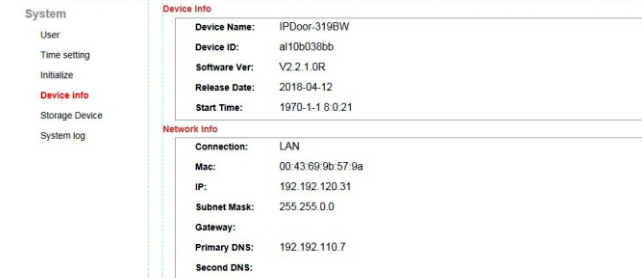 System
User
Time setting
Initialize
Device info
Storage Device
System log
Device Info
Device Name: IPDoor-319BW
Device ID: al10b038bb
Software Ver: V2.2.1.0R
Release Date: 2018-04-12
Start Time: 1970-1-1 8:0:21
Network Info
Connection: LAN
Mac: 00:43:69:9b:57:9a
IP: 192.192.120.31
Subnet Mask: 255.255.0.0
Gateway:
Primary DNS: 192.192.110.7
Second DNS: